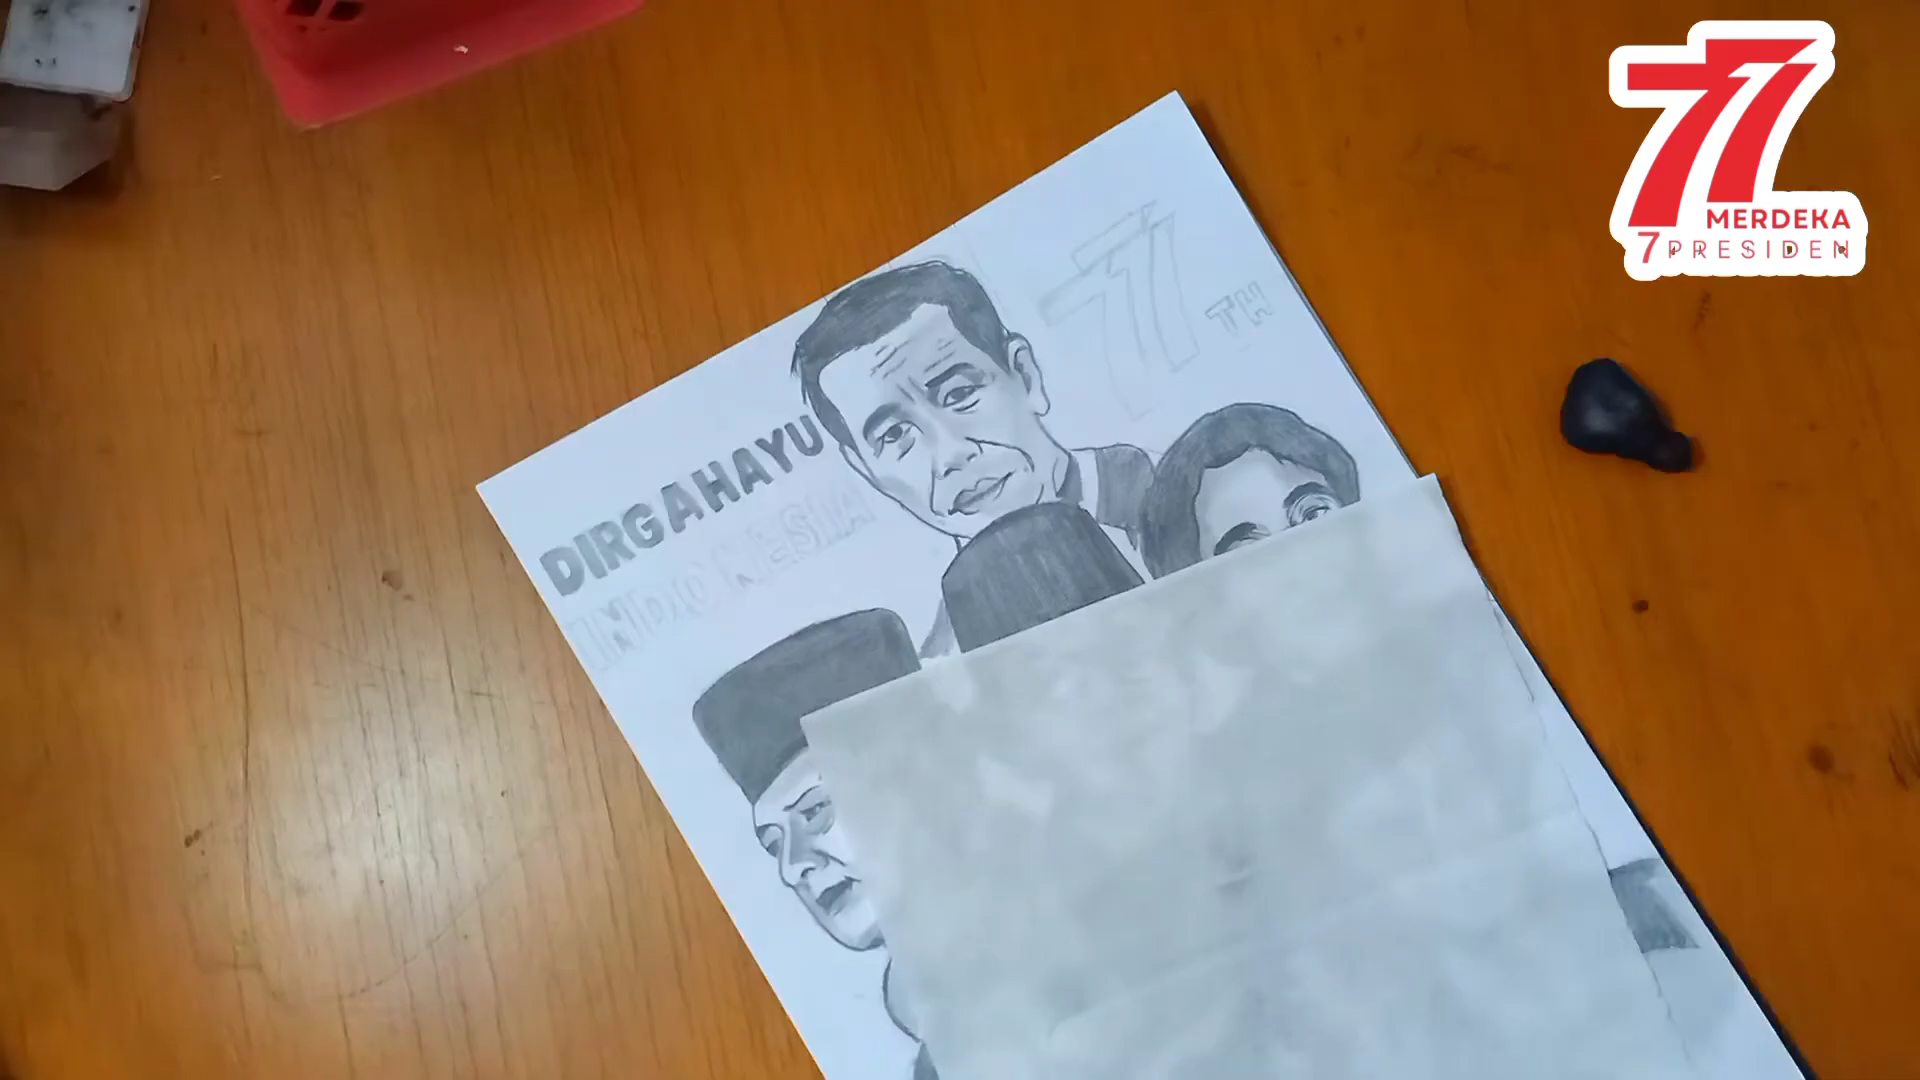 77
MERDEKA
7 PRESIDEN
77
TH
DIRGAHAYU
INDONESIA